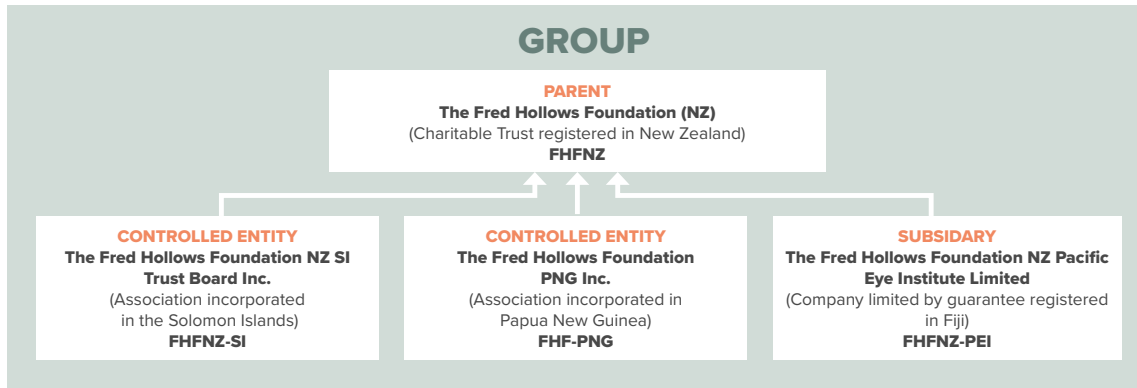 GROUP
PARENT
The Fred Hollows Foundation (NZ)
(Charitable Trust registered in New Zealand)
FHFNZ
CONTROLLED ENTITY
The Fred Hollows Foundation NZ SI
Trust Board Inc.
(Association incorporated
in the Solomon Islands)
FHFNZ-SI
CONTROLLED ENTITY
The Fred Hollows Foundation
PNG Inc.
(Association incorporated in
Papua New Guinea)
FHF-PNG
SUBSIDARY
The Fred Hollows Foundation NZ Pacific
Eye Institute Limited
(Company limited by guarantee registered
in Fiji)
FHFNZ-PEI